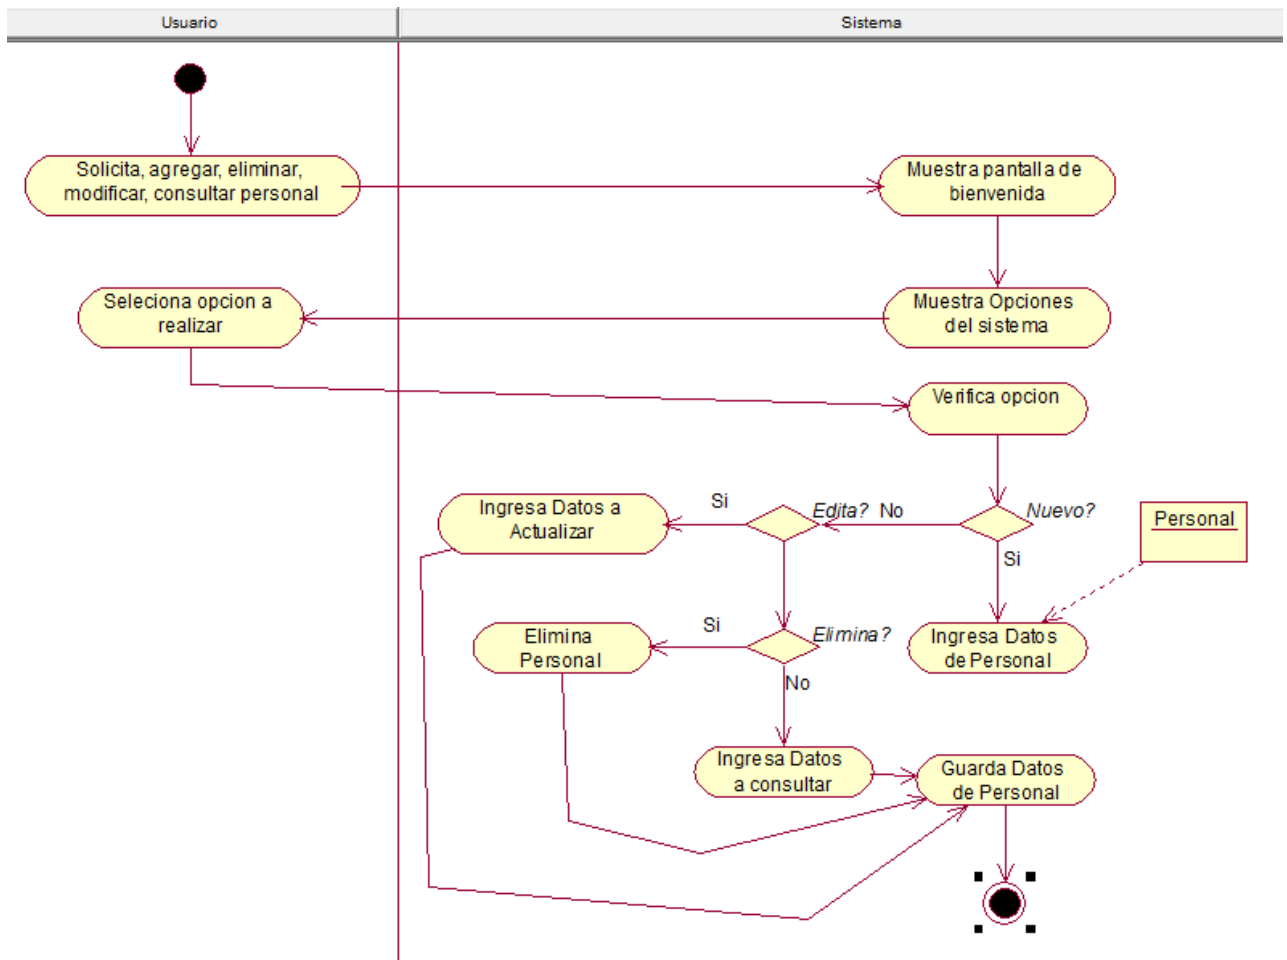 Usuario
Sistema
Solicita, agregar, eliminar,
modificar, consultar personal
Muestra pantalla de
bienvenida
Seleciona opcion a
realizar
Muestra Opciones
del sistema
Verifica opcion
Ingresa Datos a
Actualizar
Si
Edita?
No
Nuevo?
Personal
Si
Elimina
Personal
Si
Elimina?
Ingresa Datos
de Personal
No
Ingresa Datos
a consultar
Guarda Datos
de Personal